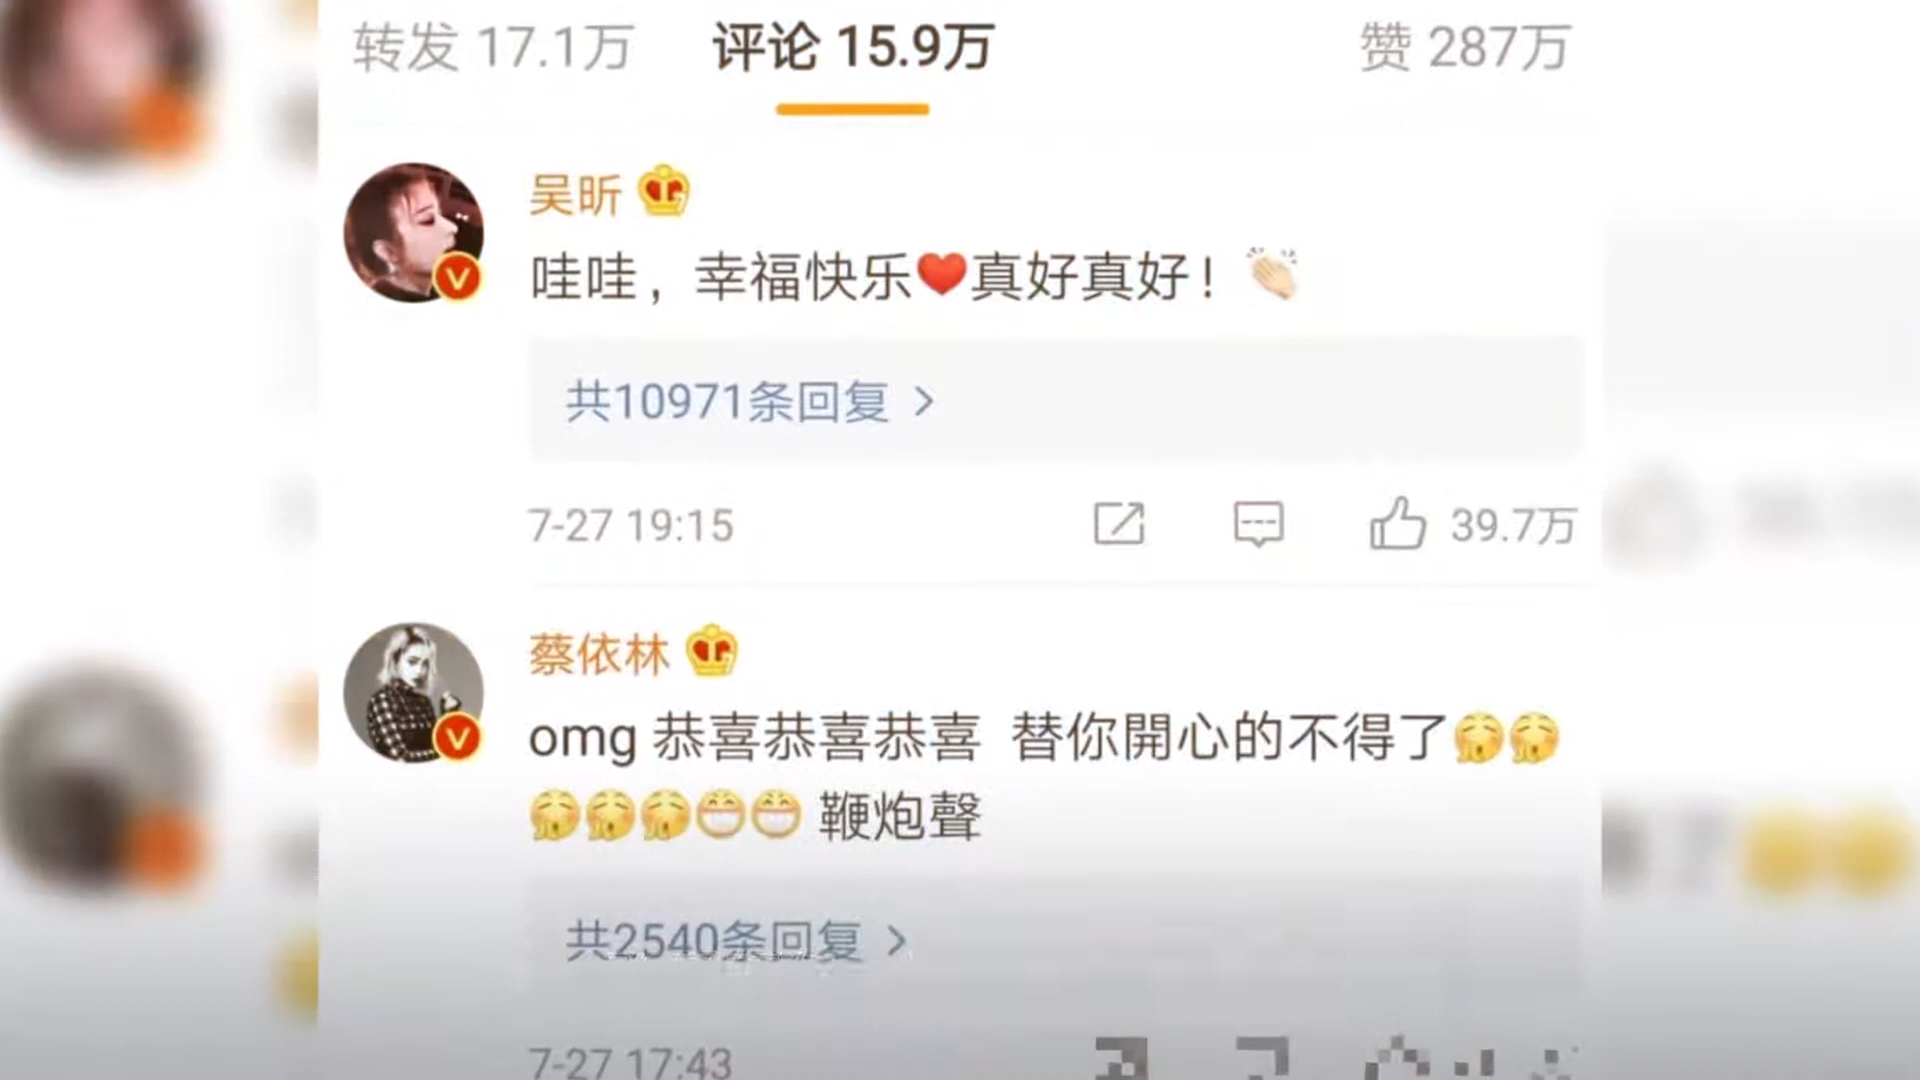 转发 17.1万 评论 15.9万 赞 287万
吴昕
哇哇，幸福快乐❤️真好真好！👏🏻
共10971条回复 >
7-27 19:15 39.7万
蔡依林
omg 恭喜恭喜恭喜 替你開心的不得了
鞭炮聲
共2540条回复 >
7-27 17:43